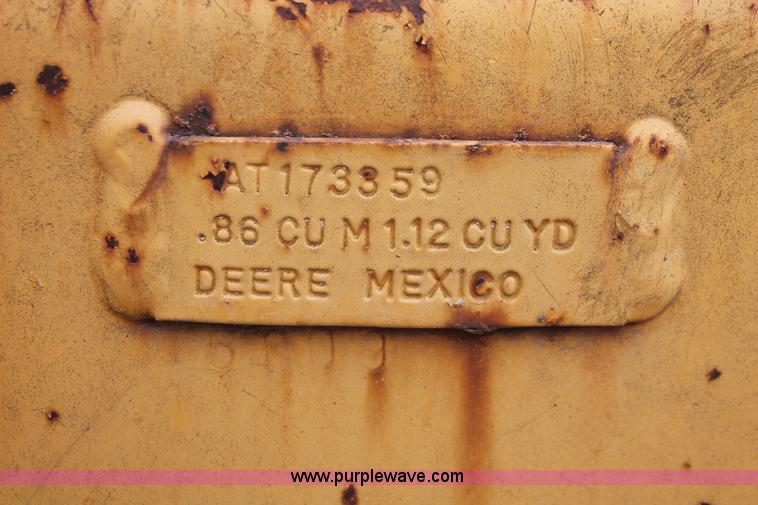 AT173359
.86 CU M 1.12 CU YD
DEERE MEXICO
www.purplewave.com